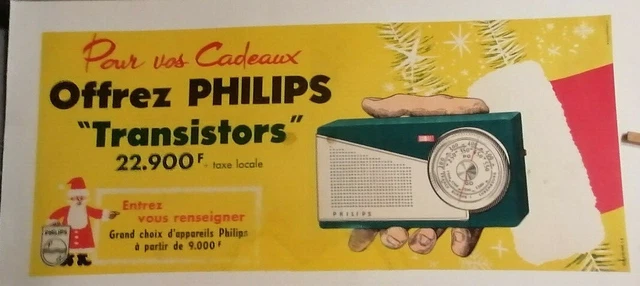 Pour vos Cadeaux
Offrez PHILIPS
"Transistors"
22.900 F + taxe locale
Entrez
vous renseigner
Grand choix d'appareils Philips
à partir de 9.000 F
PHILIPS
PHILIPS